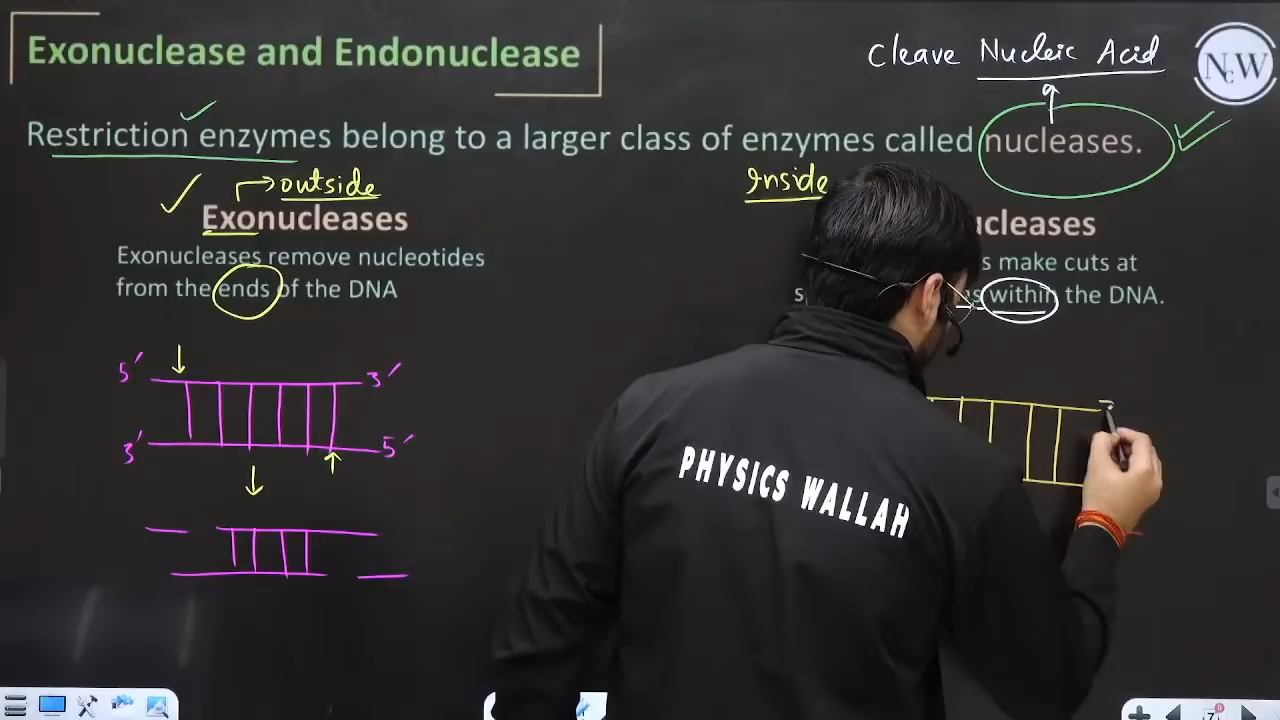 Exonuclease and Endonuclease
Cleave Nucleic Acid
NcW
Restriction enzymes belong to a larger class of enzymes called nucleases.
outside
Inside
Exonucleases
Exonucleases remove nucleotides
from the ends of the DNA
make cuts at
within the DNA.
5' 3'
3' 5'
PHYSICS WALLAH
7